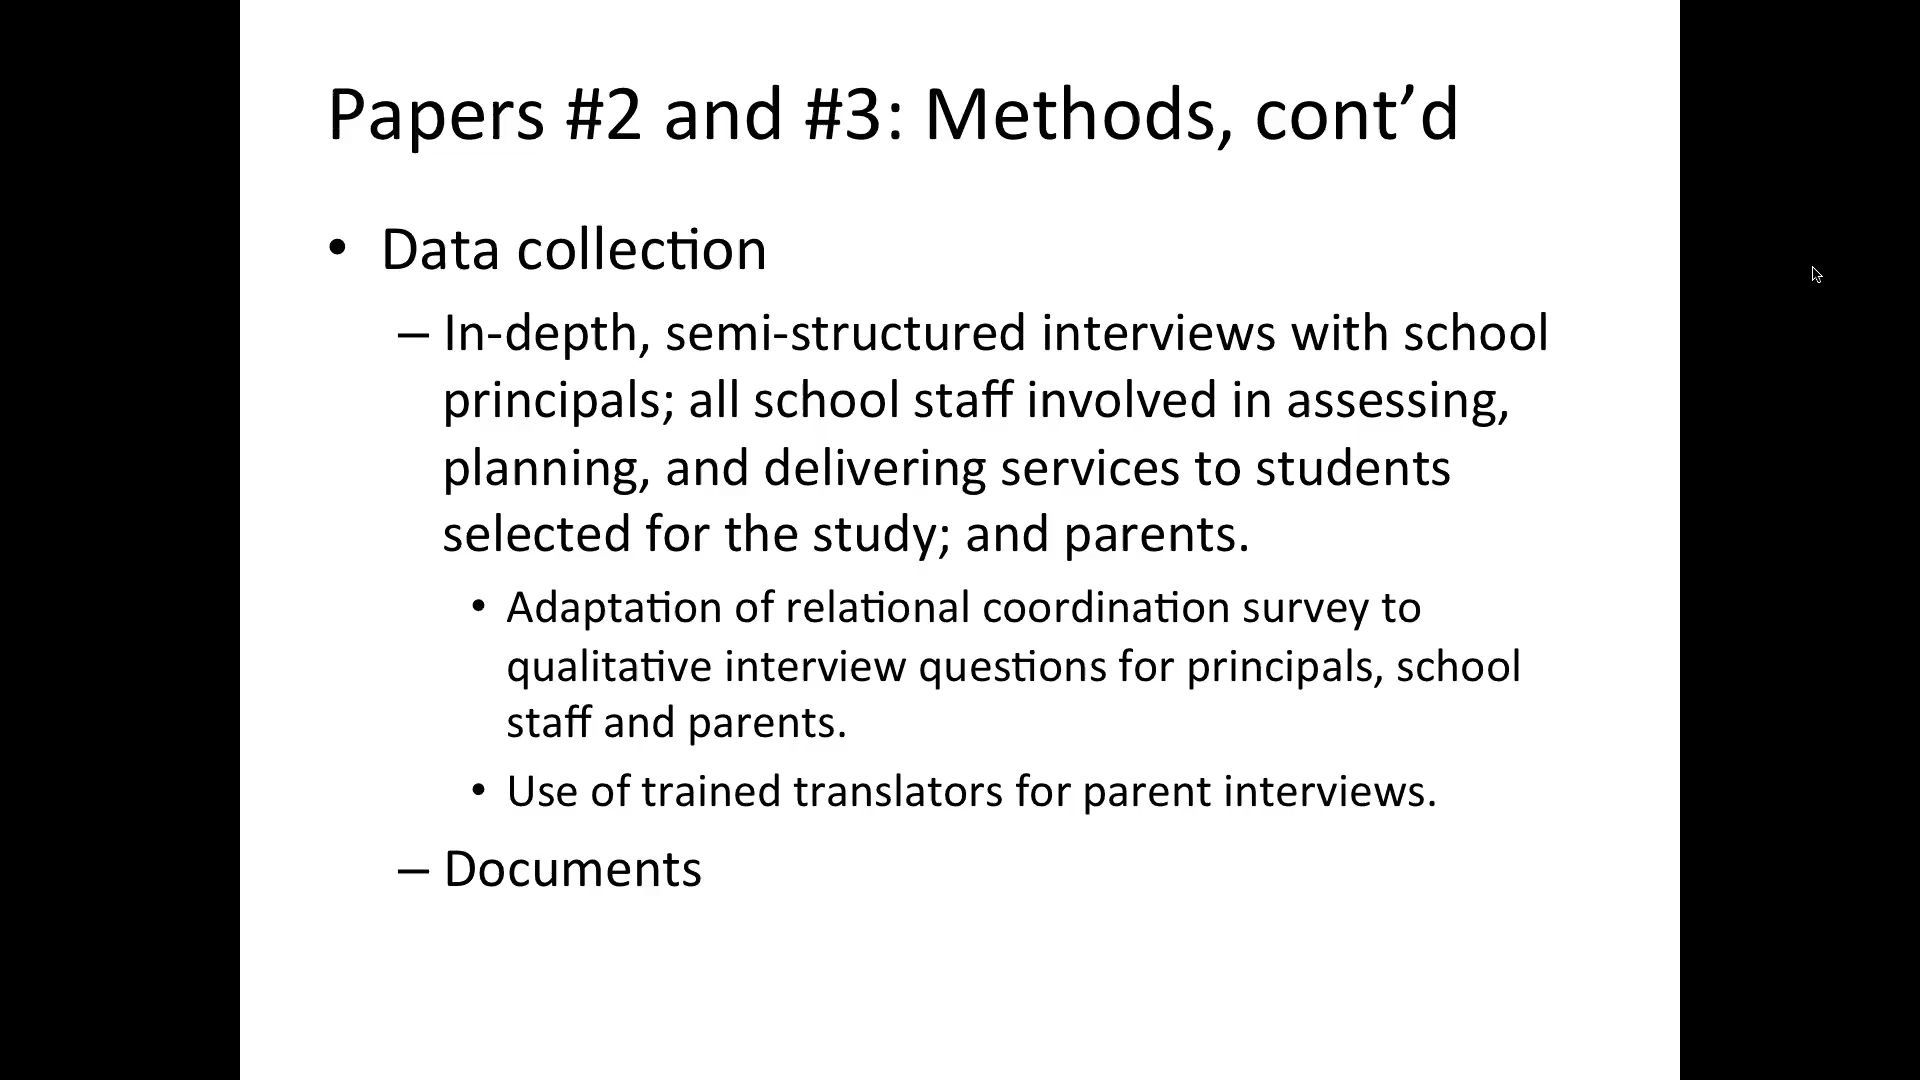 Papers #2 and #3: Methods, cont’d
• Data collection
– In-depth, semi-structured interviews with school
principals; all school staff involved in assessing,
planning, and delivering services to students
selected for the study; and parents.
• Adaptation of relational coordination survey to
qualitative interview questions for principals, school
staff and parents.
• Use of trained translators for parent interviews.
– Documents